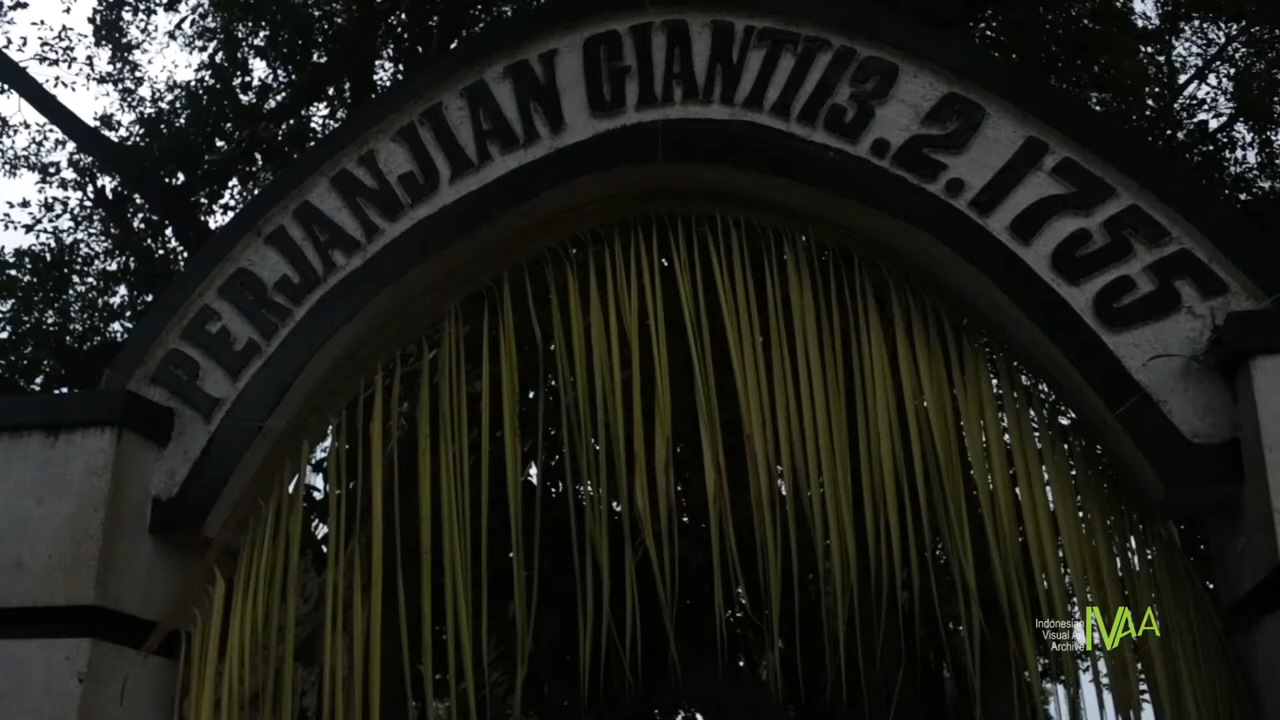 PERJANJIAN GIANTI 13.2.1755
Indonesian
Visual Art
Archive
IVAA